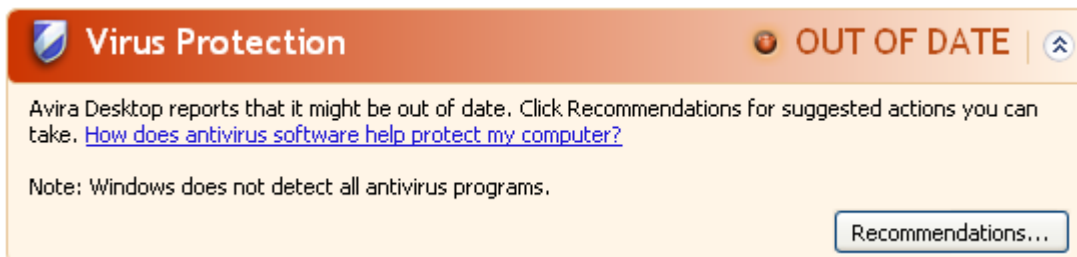 Virus Protection
OUT OF DATE
Avira Desktop reports that it might be out of date. Click Recommendations for suggested actions you can
take. How does antivirus software help protect my computer?
Note: Windows does not detect all antivirus programs.
Recommendations...